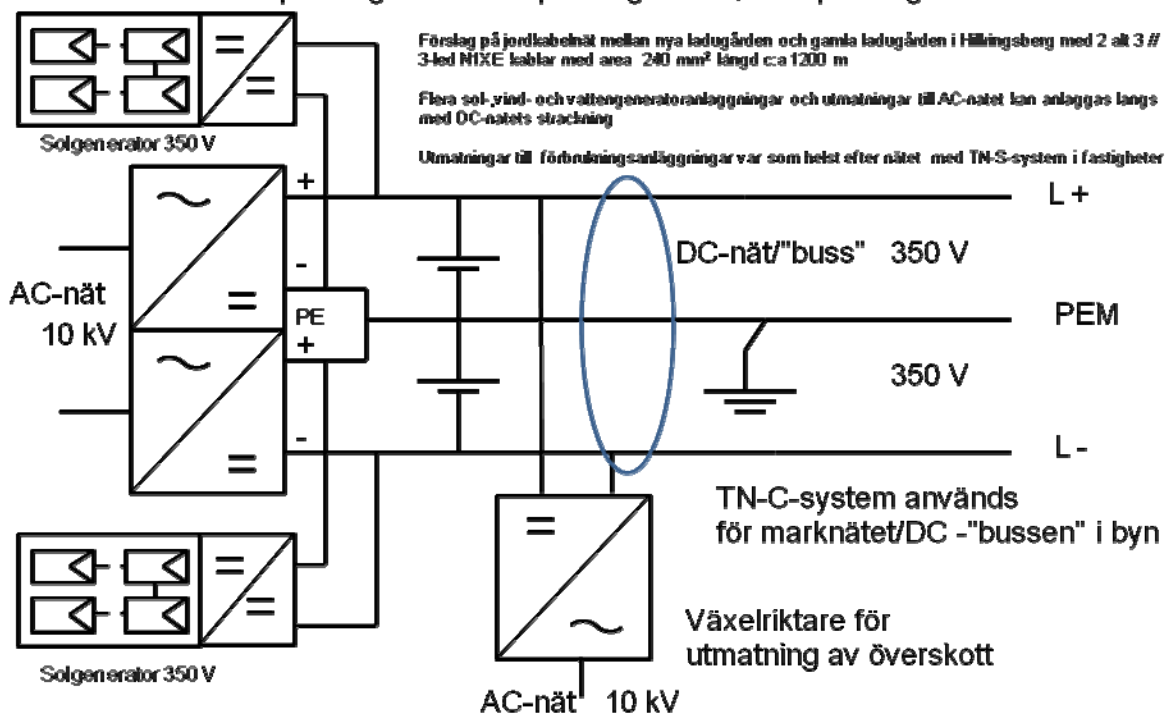 Förslag på jordkabelnät mellan nya ladugården och gamla ladugården i Hillringsberg med 2 alt 3 //
3-led N1XE kablar med area 240 mm² längd c:a 1200 m
Flera sol-,vind- och vattengeneratoranläggningar och utmatningar till AC-nätet kan anläggas längs
med DC-nätets sträckning
Utmatningar till förbrukningsanläggningar var som helst efter nätet med TN-S-system i fastigheter
Solgenerator 350 V
+
L +
DC-nät/"buss" 350 V
-
AC-nät
10 kV
PE
PEM
+
350 V
-
L -
TN-C-system används
för marknätet/DC -"bussen" i byn
Växelriktare för
utmatning av överskott
Solgenerator 350 V
AC-nät 10 kV